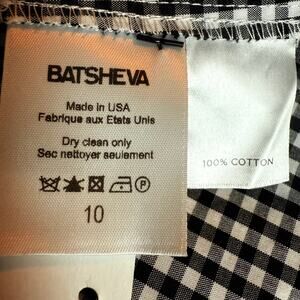 BATSHEVA
Made in USA
Fabrique aux Etats Unis
Dry clean only
Sec nettoyer seulement
10
100% COTTON